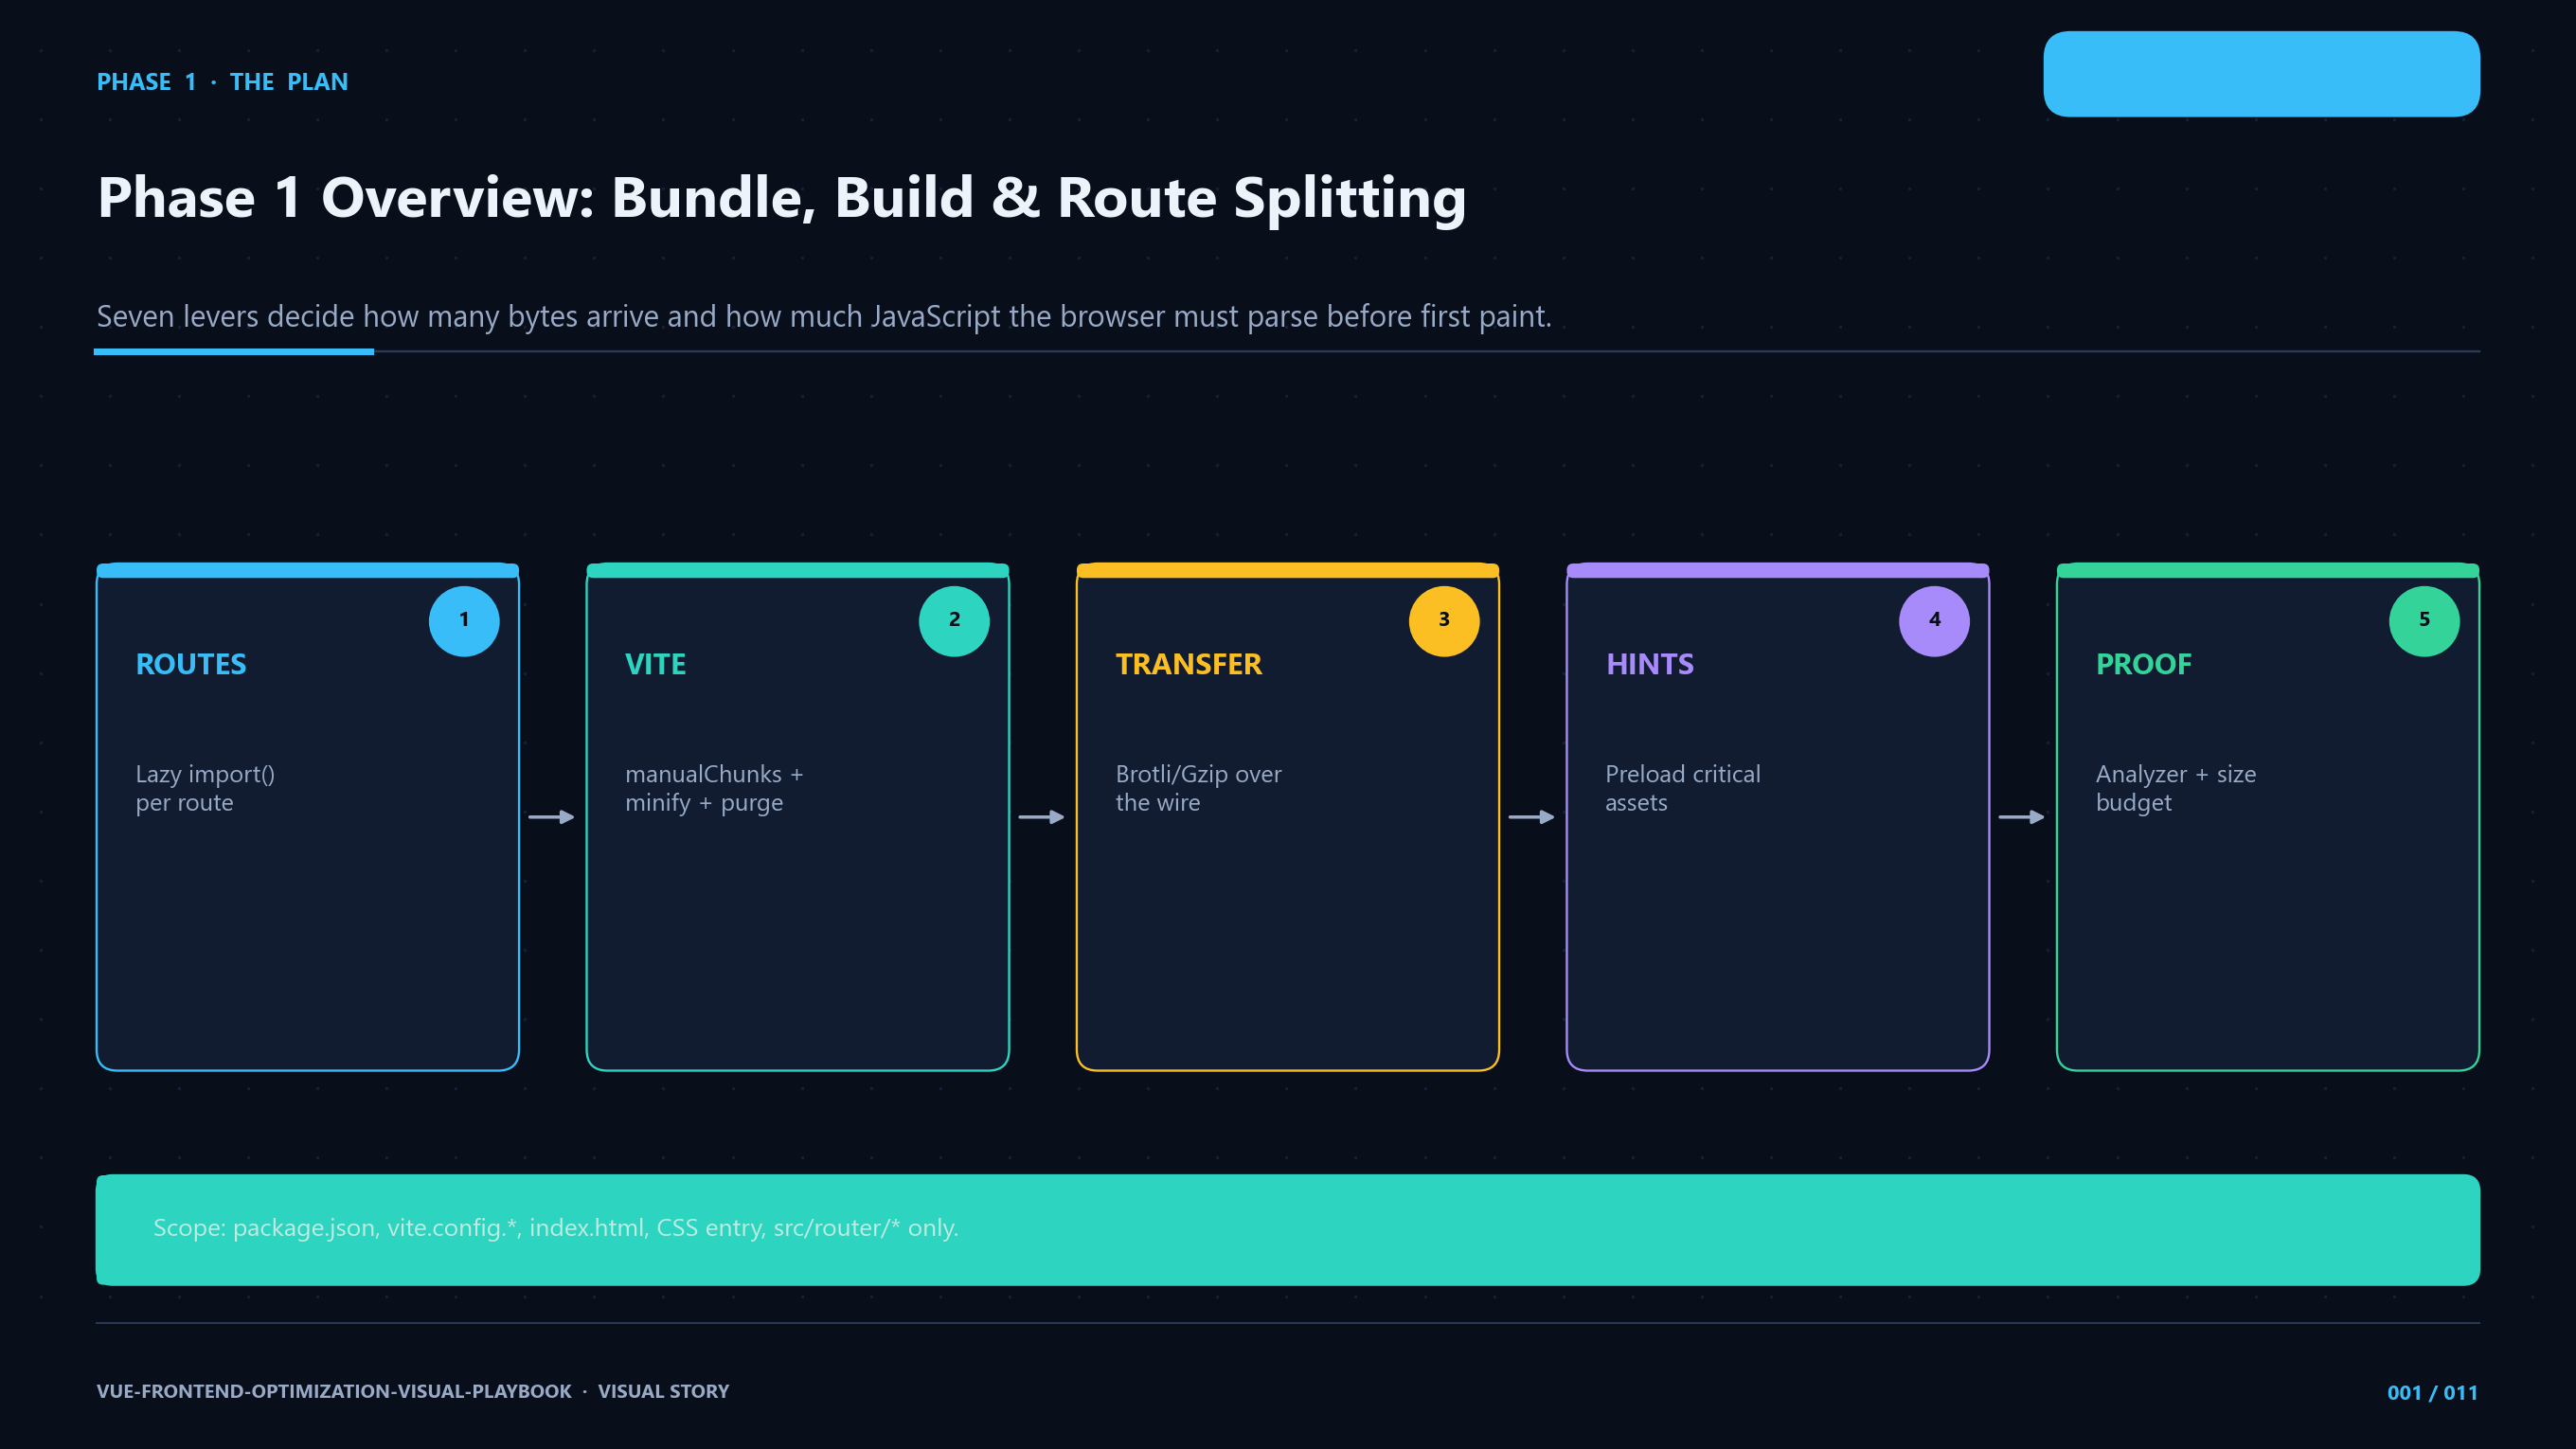 PHASE 1 · THE PLAN
Phase 1 Overview: Bundle, Build & Route Splitting
Seven levers decide how many bytes arrive and how much JavaScript the browser must parse before first paint.
1
ROUTES
Lazy import()
per route
2
VITE
manualChunks +
minify + purge
3
TRANSFER
Brotli/Gzip over
the wire
4
HINTS
Preload critical
assets
5
PROOF
Analyzer + size
budget
Scope: package.json, vite.config.*, index.html, CSS entry, src/router/* only.
VUE-FRONTEND-OPTIMIZATION-VISUAL-PLAYBOOK · VISUAL STORY
001 / 011